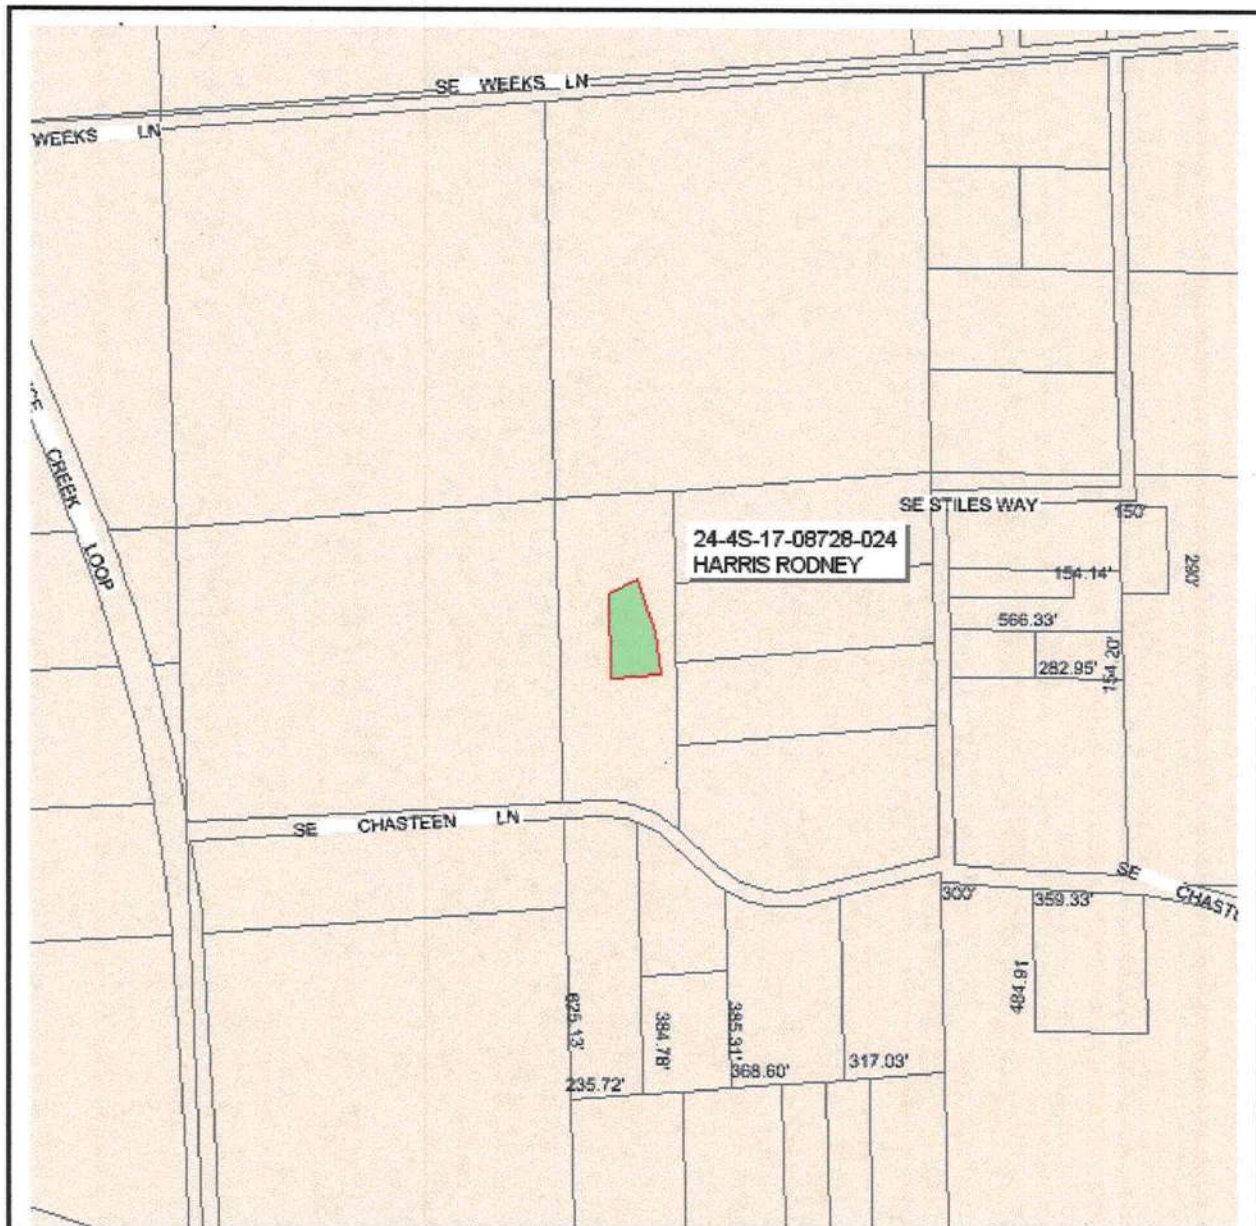 SE WEEKS LN
WEEKS LN
CREEK LOOP
SE STILES WAY
150'
24-4S-17-08728-024
HARRIS RODNEY
280'
154.14'
566.33'
154.20'
282.95'
SE CHASTEEN LN
SE
300'
359.33'
484.91
625.13'
384.78'
385.31'
235.72'
368.60'
317.03'